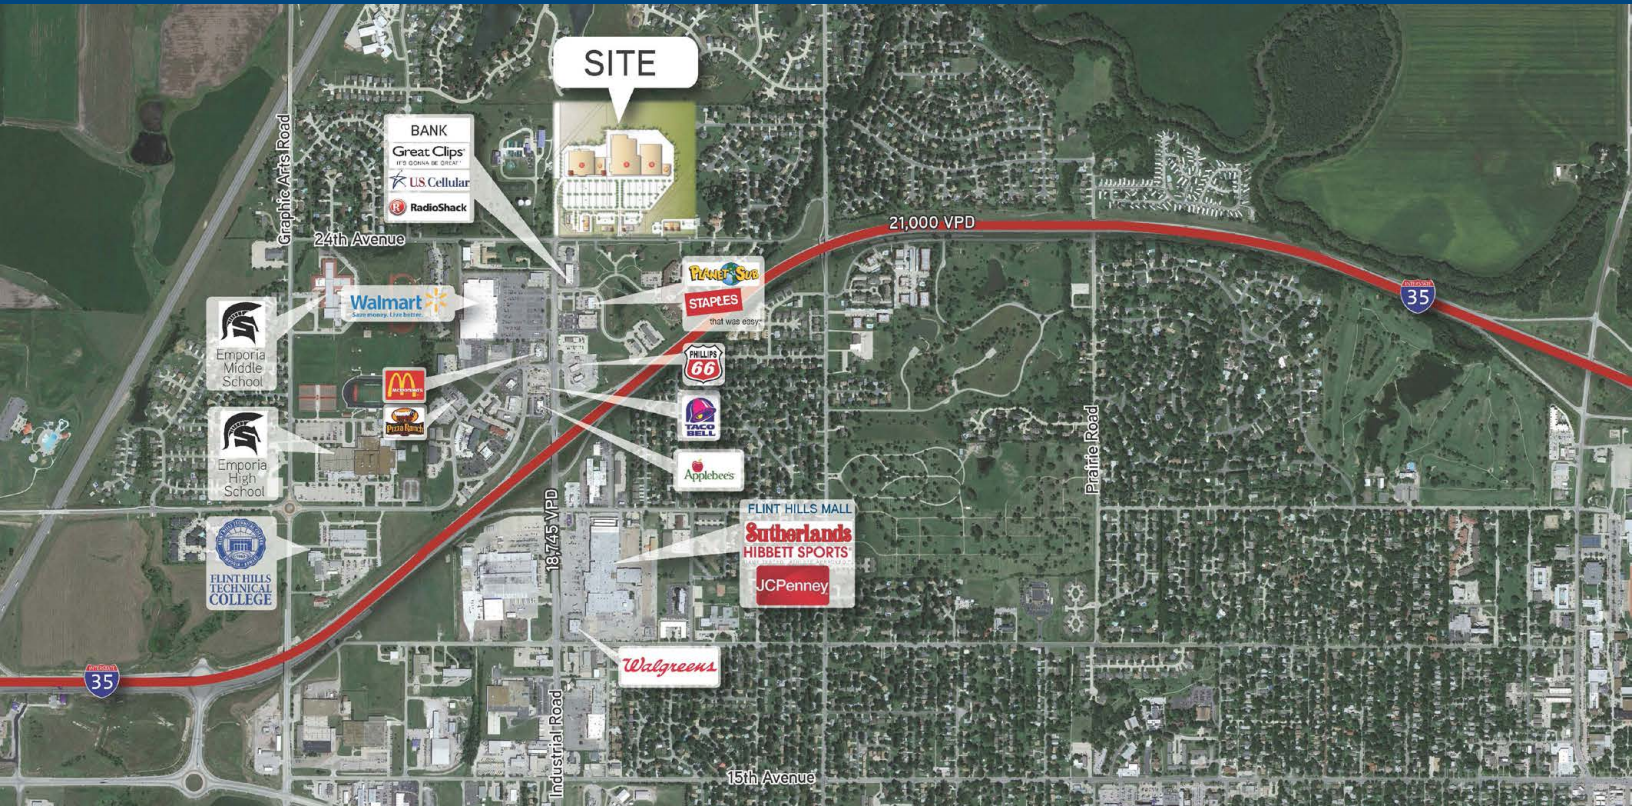 SITE
BANK
Great Clips
IT'S GONNA BE GREAT
U.S. Cellular
RadioShack
Graphic Arts Road
24th Avenue
21,000 VPD
INTERSTATE
35
PLANET SUB
STAPLES
that was easy.
Walmart
Save money. Live better.
Emporia
Middle
School
PHILLIPS
66
McDonald's
Pizza Ranch
TACO
BELL
Prairie Road
Emporia
High
School
Applebee's
18,745 VPD
FLINT HILLS MALL
Sutherlands
HIBBETT SPORTS
JCPenney
FLINT HILLS
TECHNICAL
COLLEGE
Walgreens
INTERSTATE
35
Industrial Road
15th Avenue